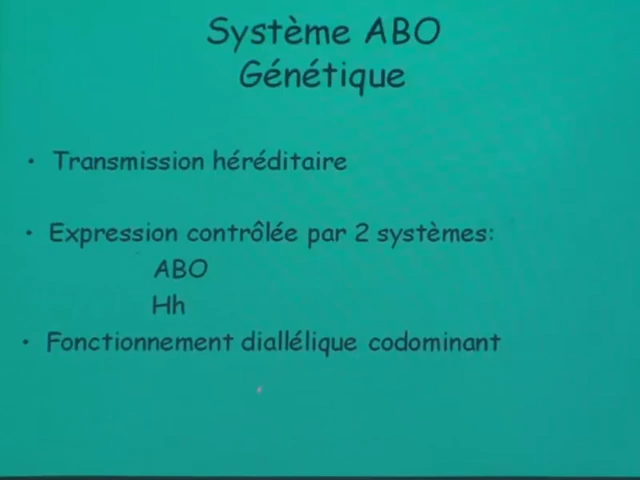 Système ABO
Génétique
• Transmission héréditaire
• Expression contrôlée par 2 systèmes:
ABO
Hh
• Fonctionnement diallélique codominant